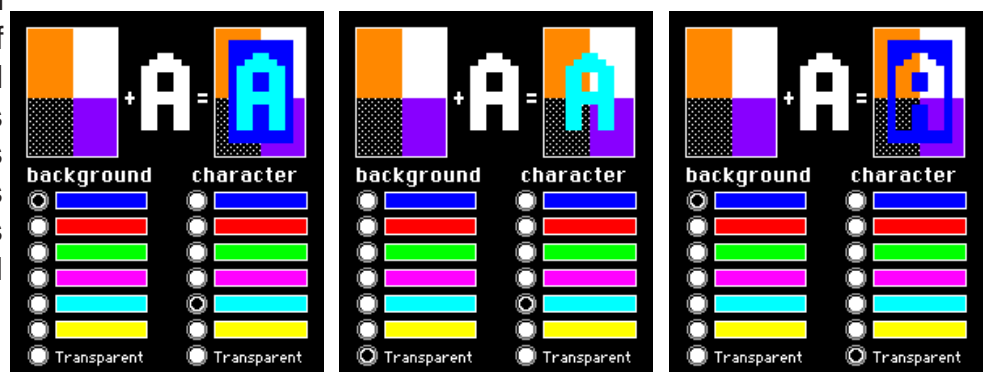 + A =
+ A =
+ A =
background character
background character
background character
Transparent Transparent
Transparent Transparent
Transparent Transparent